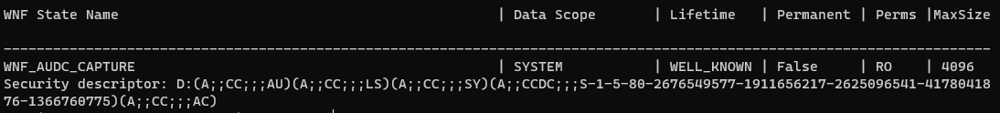 WNF State Name | Data Scope | Lifetime | Permanent | Perms |MaxSize
------------------------------------------------------------------------------------------------------------------------
WNF_AUDC_CAPTURE | SYSTEM | WELL_KNOWN | False | RO | 4096
Security descriptor: D:(A;;CC;;;AU)(A;;CC;;;LS)(A;;CC;;;SY)(A;;CCDC;;;S-1-5-80-2676549577-1911656217-2625096541-41780418
76-1366760775)(A;;CC;;;AC)